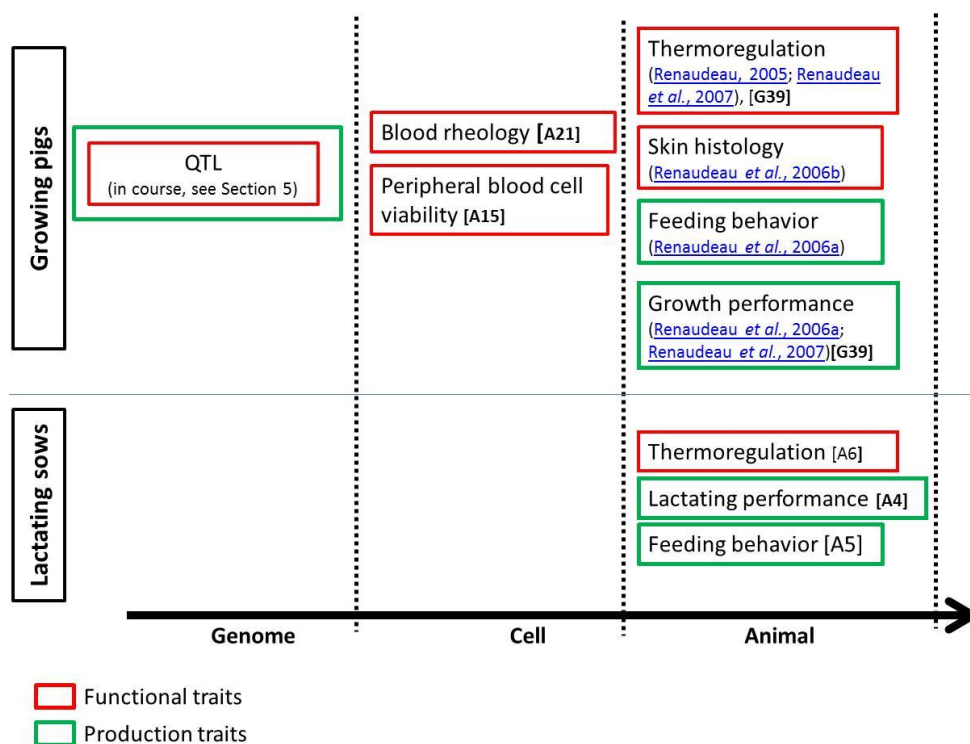 Growing pigs
QTL
(in course, see Section 5)
Blood rheology [A21]
Peripheral blood cell
viability [A15]
Thermoregulation
(Renaudeau, 2005; Renaudeau
et al., 2007), [G39]
Skin histology
(Renaudeau et al., 2006b)
Feeding behavior
(Renaudeau et al., 2006a)
Growth performance
(Renaudeau et al., 2006a;
Renaudeau et al., 2007)[G39]
Lactating sows
Thermoregulation [A6]
Lactating performance [A4]
Feeding behavior [A5]
Genome
Cell
Animal
Functional traits
Production traits